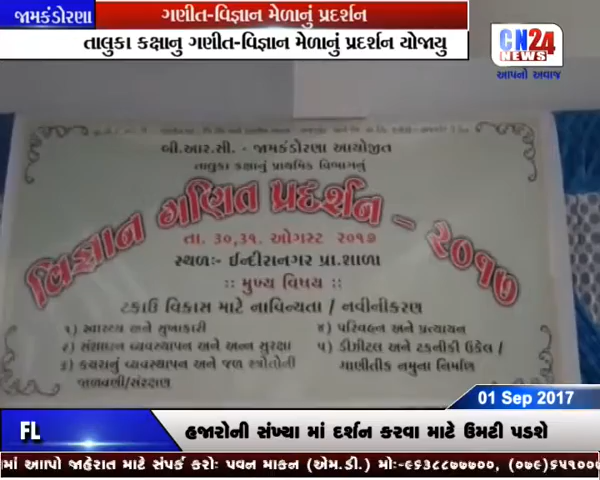 જામકંડોરણા
ગણીત-વિજ્ઞાન મેળાનું પ્રદર્શન
તાલુકા કક્ષાનુ ગણીત-વિજ્ઞાન મેળાનું પ્રદર્શન યોજાયુ
CN24
NEWS
આપનો અવાજ
બી.આર.સી. - જામકંડોરણા આયોજીત
તાલુકા કક્ષાનું પ્રાથમિક વિભાગનું
વિજ્ઞાન ગણિત પ્રદર્શન - ૨૦૧૭
તા. ૩૦,૩૧. ઓગસ્ટ ૨૦૧૭
સ્થળઃ- ઈન્દીરાનગર પ્રા.શાળા
:: મુખ્ય વિષય ::
ટકાઉ વિકાસ માટે નાવિન્યતા / નવીનીકરણ
૧) સ્વાસ્થ્ય અને સુખાકારી
૨) સંશાધન વ્યવસ્થાપન અને અન્ન સુરક્ષા
૩) કચરાનું વ્યવસ્થાપન અને જળ સ્ત્રોતોની
જાળવણી/સંરક્ષણ
૪) પરિવહન અને પ્રત્યાયન
૫) ડીઝીટલ અને ટકનીકી ઉકેલ /
ગાણીતીક નમુના નિર્માણ
01 Sep 2017
FL
હજારોની સંખ્યા માં દર્શન કરવા માટે ઉમટી પડશે
માં આાપો જાહેરાત માટે સંપર્ક કરોઃ પવન માકન (એમ.ડી.) મોઃ-૯૬૩૮૮૭૭૦૦૦, (૦૭૯)૬૫૧૦૦૭